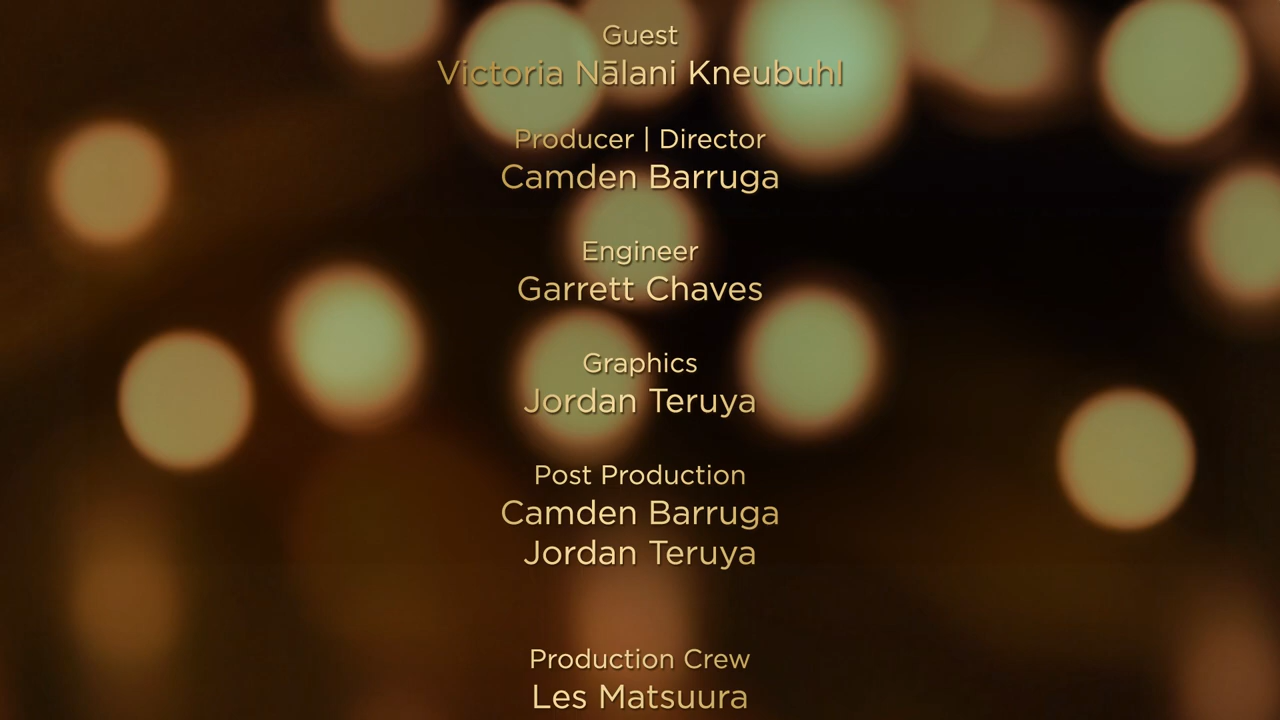 Guest
Victoria Nālani Kneubuhl
Producer | Director
Camden Barruga
Engineer
Garrett Chaves
Graphics
Jordan Teruya
Post Production
Camden Barruga
Jordan Teruya
Production Crew
Les Matsuura